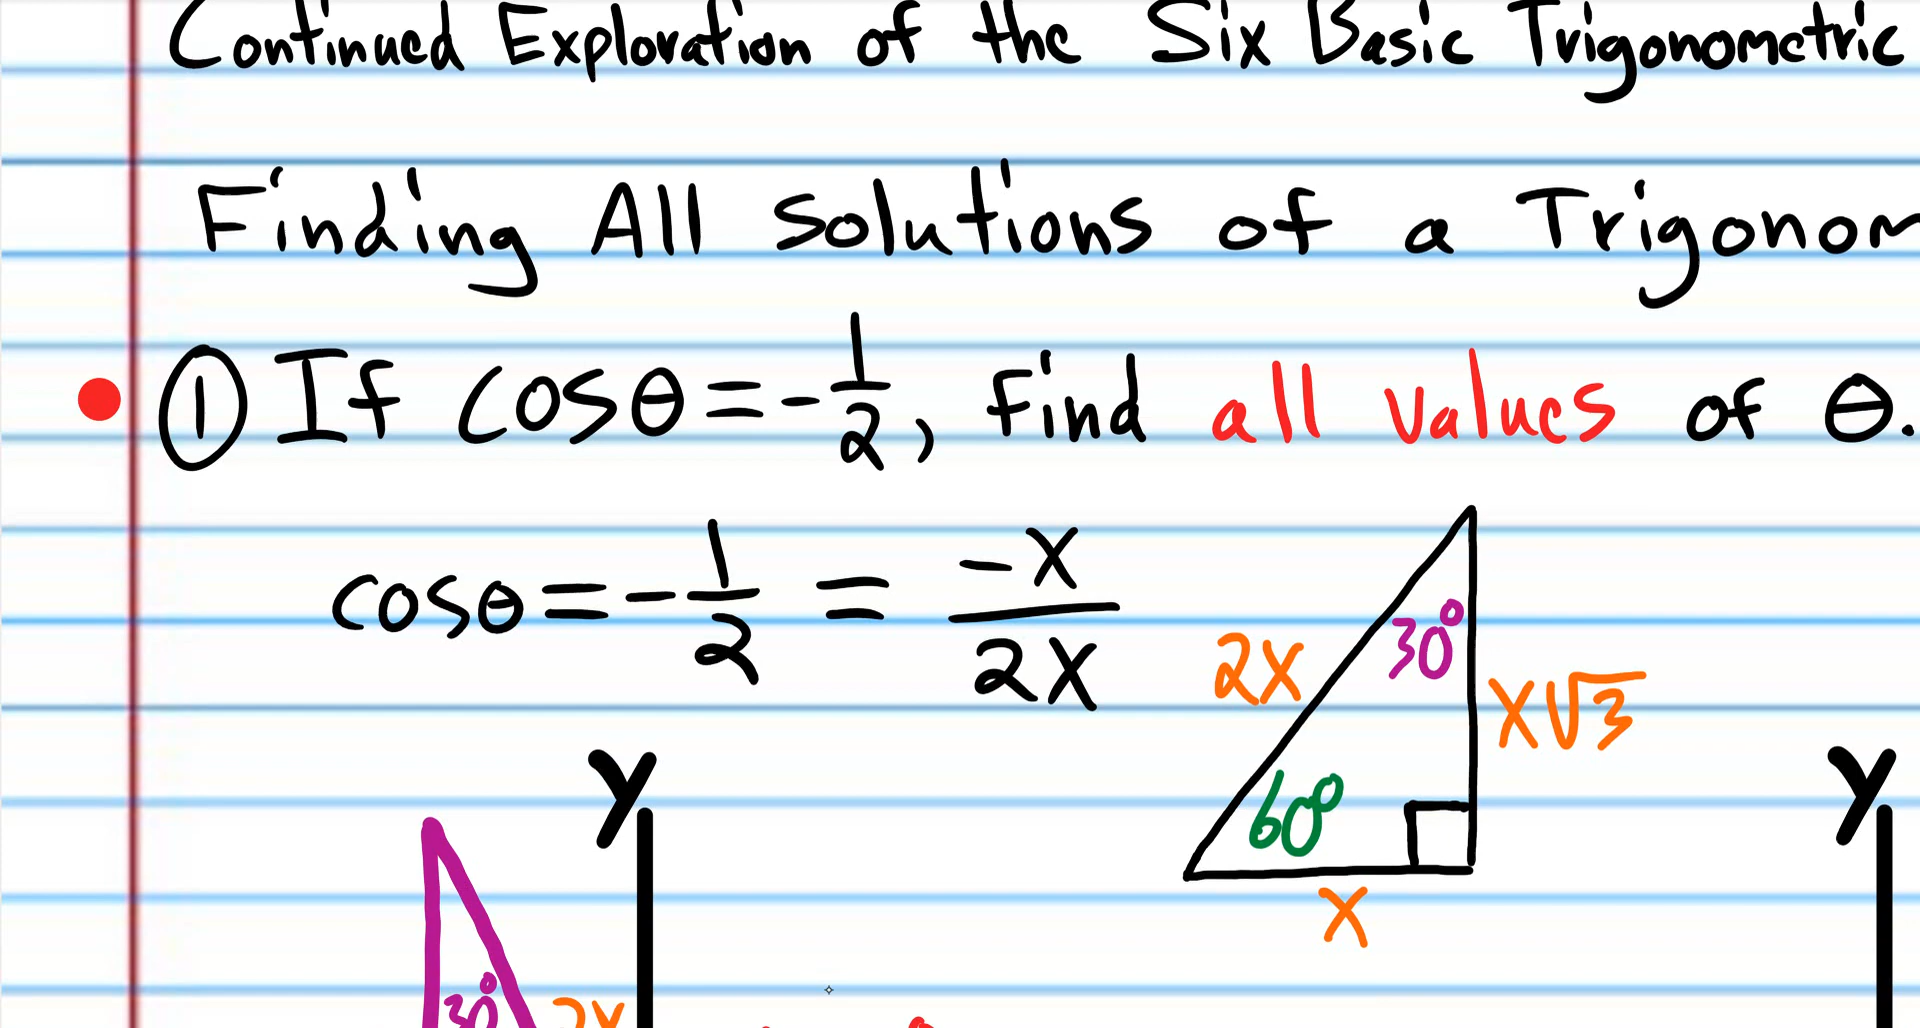 Continued Exploration of the Six Basic Trigonometric
Finding All Solutions of a Trigonom
① If cosθ = -1/2, find all values of θ.
cosθ = -1/2 = -x/2x
30°
2x
x√3
60°
x
y
y
30°
2x